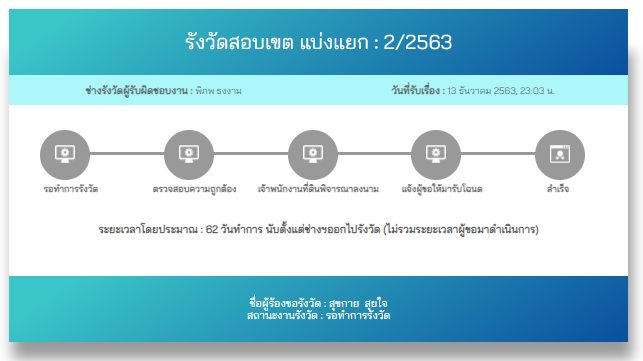 รังวัดสอบเขต แบ่งแยก : 2/2563
ช่างรังวัดผู้รับผิดชอบงาน : พิภพ ธงงาม
วันที่รับเรื่อง : 13 ธันวาคม 2563, 23:03 น.
รอทำการรังวัด
ตรวจสอบความถูกต้อง
เจ้าพนักงานที่ดินพิจารณาลงนาม
แจ้งผู้ขอให้มารับโฉนด
สำเร็จ
ระยะเวลาโดยประมาณ : 62 วันทำการ นับตั้งแต่ช่างฯออกไปรังวัด (ไม่รวมระยะเวลาผู้ขอมาดำเนินการ)
ชื่อผู้ร้องขอรังวัด : สุขกาย สุยใจ
สถานะงานรังวัด : รอทำการรังวัด